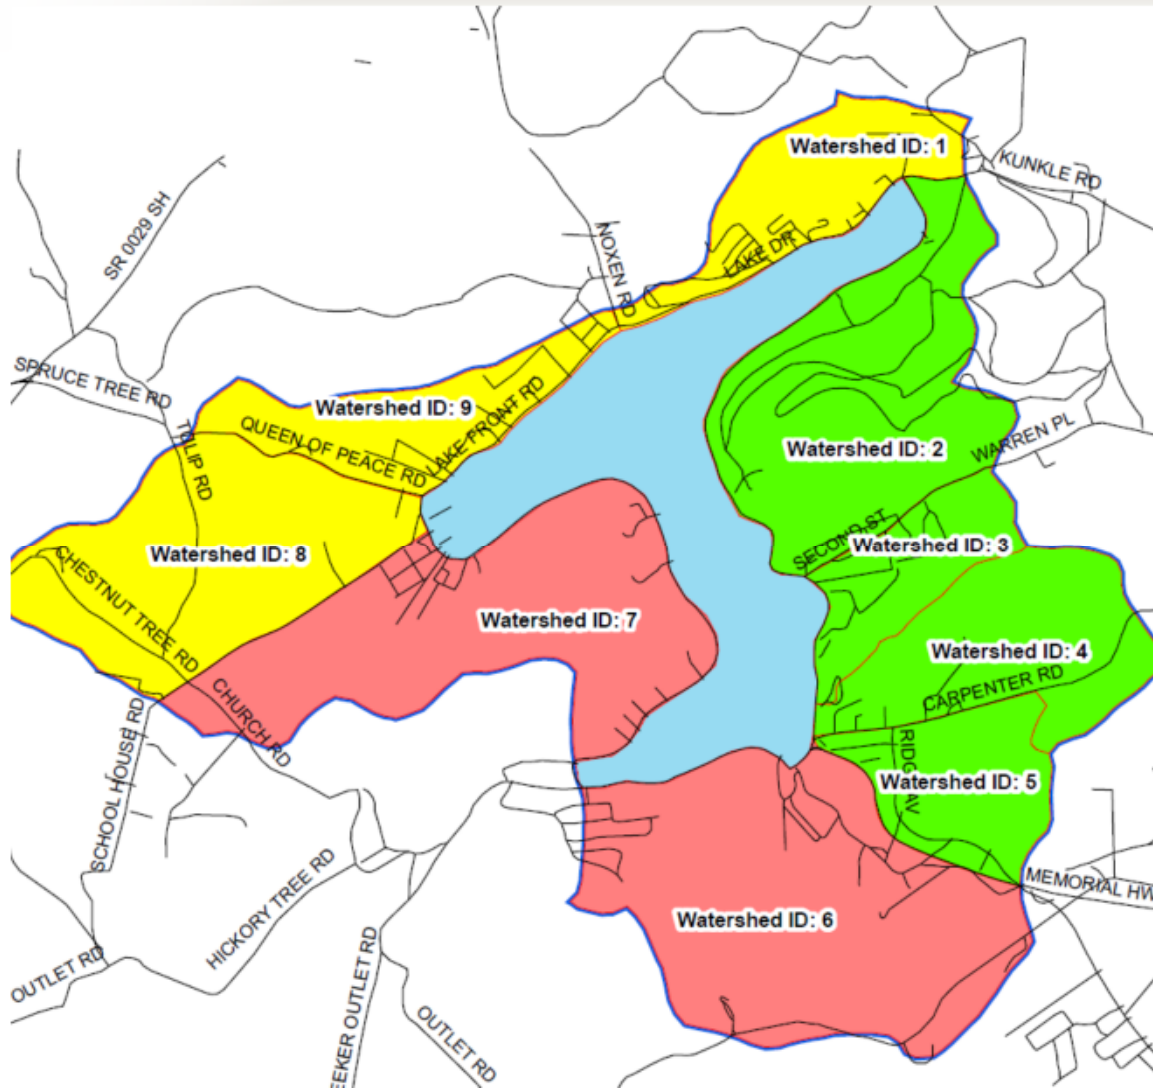 Watershed ID: 1
KUNKLE RD
SR 0029 SH
NOXEN RD
LAKE DR
SPRUCE TREE RD
Watershed ID: 9
LAKE FRONT RD
QUEEN OF PEACE RD
TULIP RD
Watershed ID: 2
WARREN PL
SECOND ST
Watershed ID: 3
Watershed ID: 8
CHESTNUT TREE RD
Watershed ID: 7
Watershed ID: 4
CARPENTER RD
CHURCH RD
SCHOOL HOUSE RD
RIDGE AV
Watershed ID: 5
MEMORIAL HW
HICKORY TREE RD
Watershed ID: 6
OUTLET RD
EEKER OUTLET RD
OUTLET RD